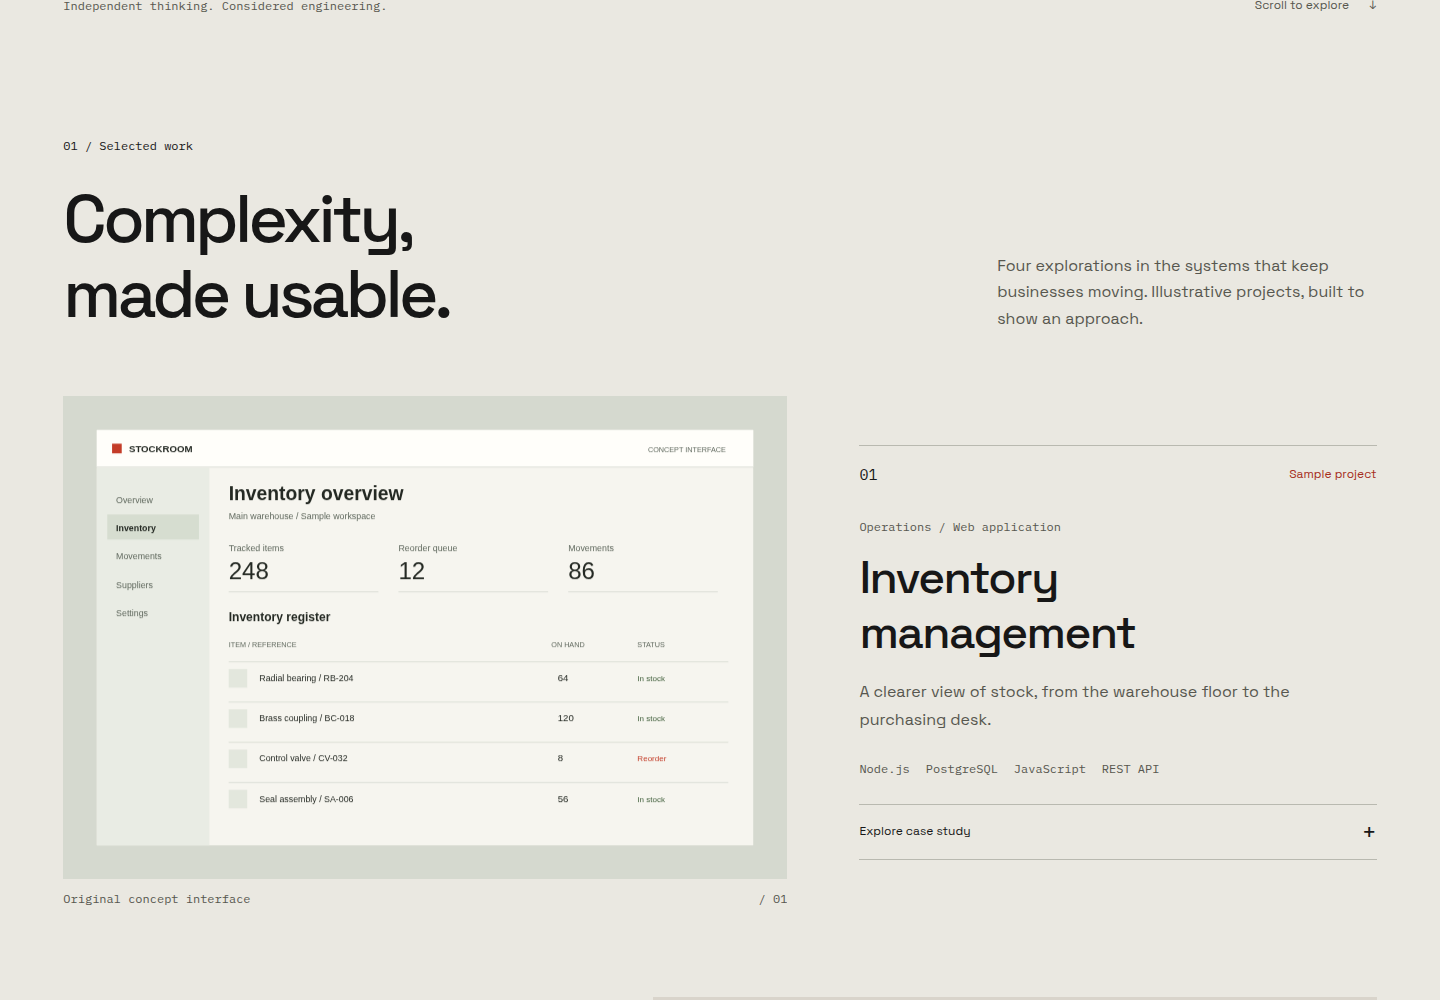 Independent thinking. Considered engineering.
Scroll to explore ↓
01 / Selected work
Complexity,
made usable.
Four explorations in the systems that keep
businesses moving. Illustrative projects, built to
show an approach.
STOCKROOM
CONCEPT INTERFACE
Overview
Inventory
Movements
Suppliers
Settings
Inventory overview
Main warehouse / Sample workspace
Tracked items
248
Reorder queue
12
Movements
86
Inventory register
ITEM / REFERENCE ON HAND STATUS
Radial bearing / RB-204 64 In stock
Brass coupling / BC-018 120 In stock
Control valve / CV-032 8 Reorder
Seal assembly / SA-006 56 In stock
Original concept interface / 01
01
Sample project
Operations / Web application
Inventory
management
A clearer view of stock, from the warehouse floor to the
purchasing desk.
Node.js PostgreSQL JavaScript REST API
Explore case study +